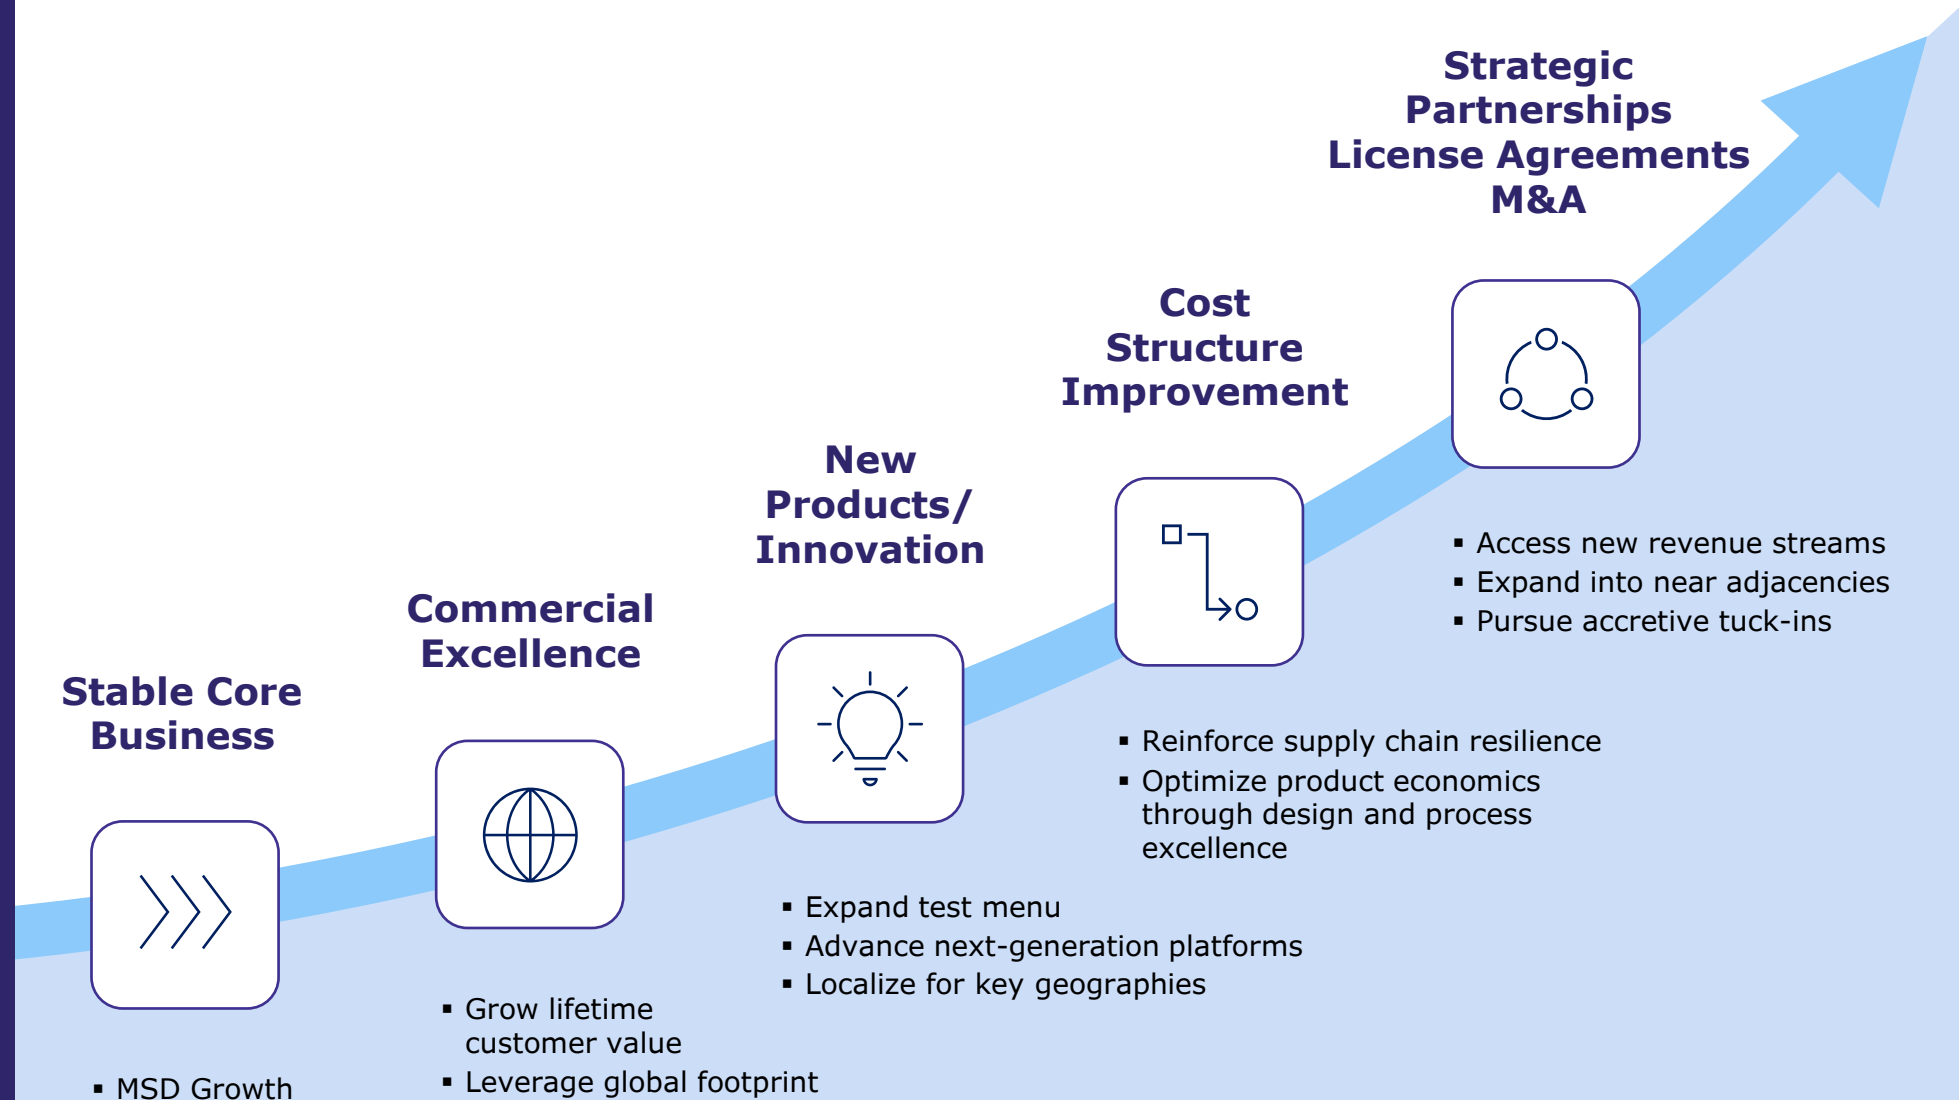 Stable Core
Business
▪ MSD Growth
Commercial
Excellence
▪ Grow lifetime
customer value
▪ Leverage global footprint
New
Products/
Innovation
▪ Expand test menu
▪ Advance next-generation platforms
▪ Localize for key geographies
Cost
Structure
Improvement
▪ Reinforce supply chain resilience
▪ Optimize product economics
through design and process
excellence
Strategic
Partnerships
License Agreements
M&A
▪ Access new revenue streams
▪ Expand into near adjacencies
▪ Pursue accretive tuck-ins